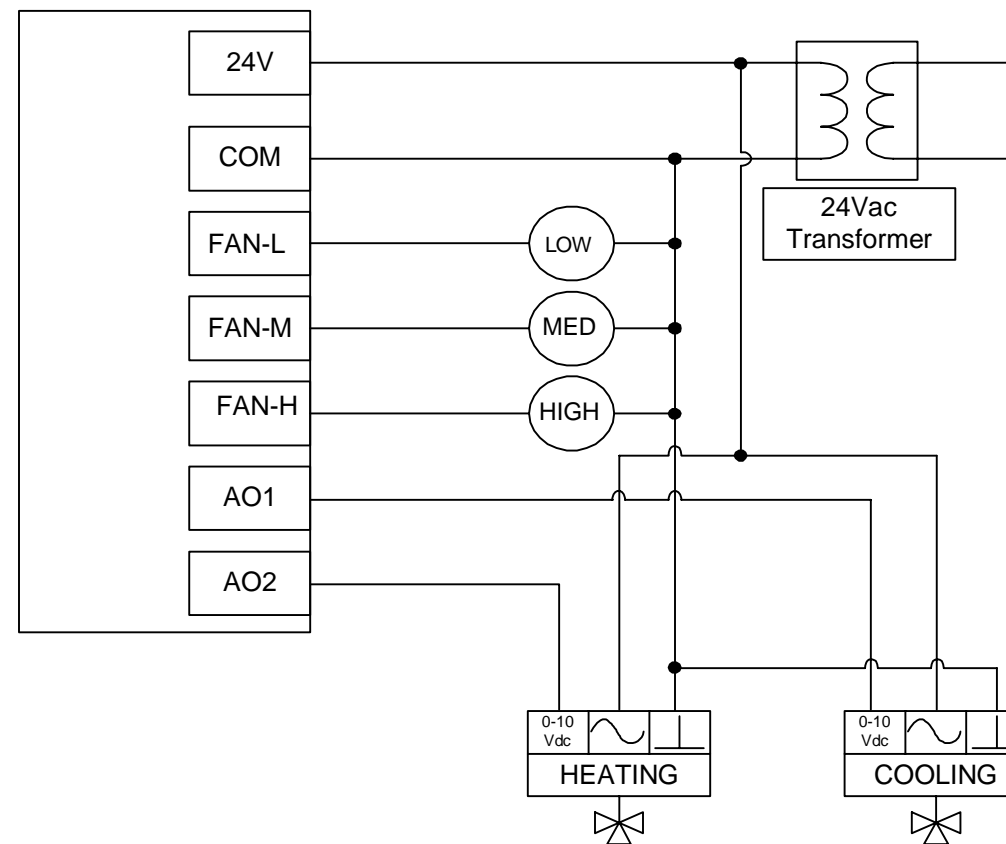 24V
COM
FAN-L
FAN-M
FAN-H
AO1
AO2
LOW
MED
HIGH
24Vac
Transformer
0-10
Vdc
HEATING
0-10
Vdc
COOLING